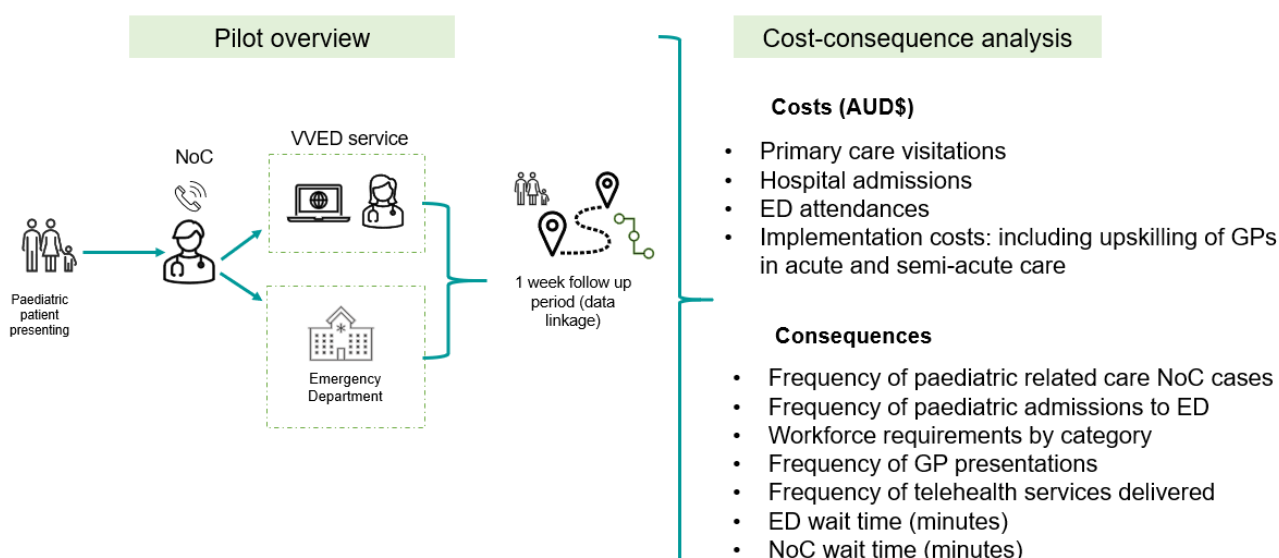 Pilot overview
NoC
VVED service
Paediatric
patient
presenting
Emergency
Department
1 week follow up
period (data
linkage)
Cost-consequence analysis
Costs (AUD$)
• Primary care visitations
• Hospital admissions
• ED attendances
• Implementation costs: including upskilling of GPs
in acute and semi-acute care
Consequences
• Frequency of paediatric related care NoC cases
• Frequency of paediatric admissions to ED
• Workforce requirements by category
• Frequency of GP presentations
• Frequency of telehealth services delivered
• ED wait time (minutes)
• NoC wait time (minutes)